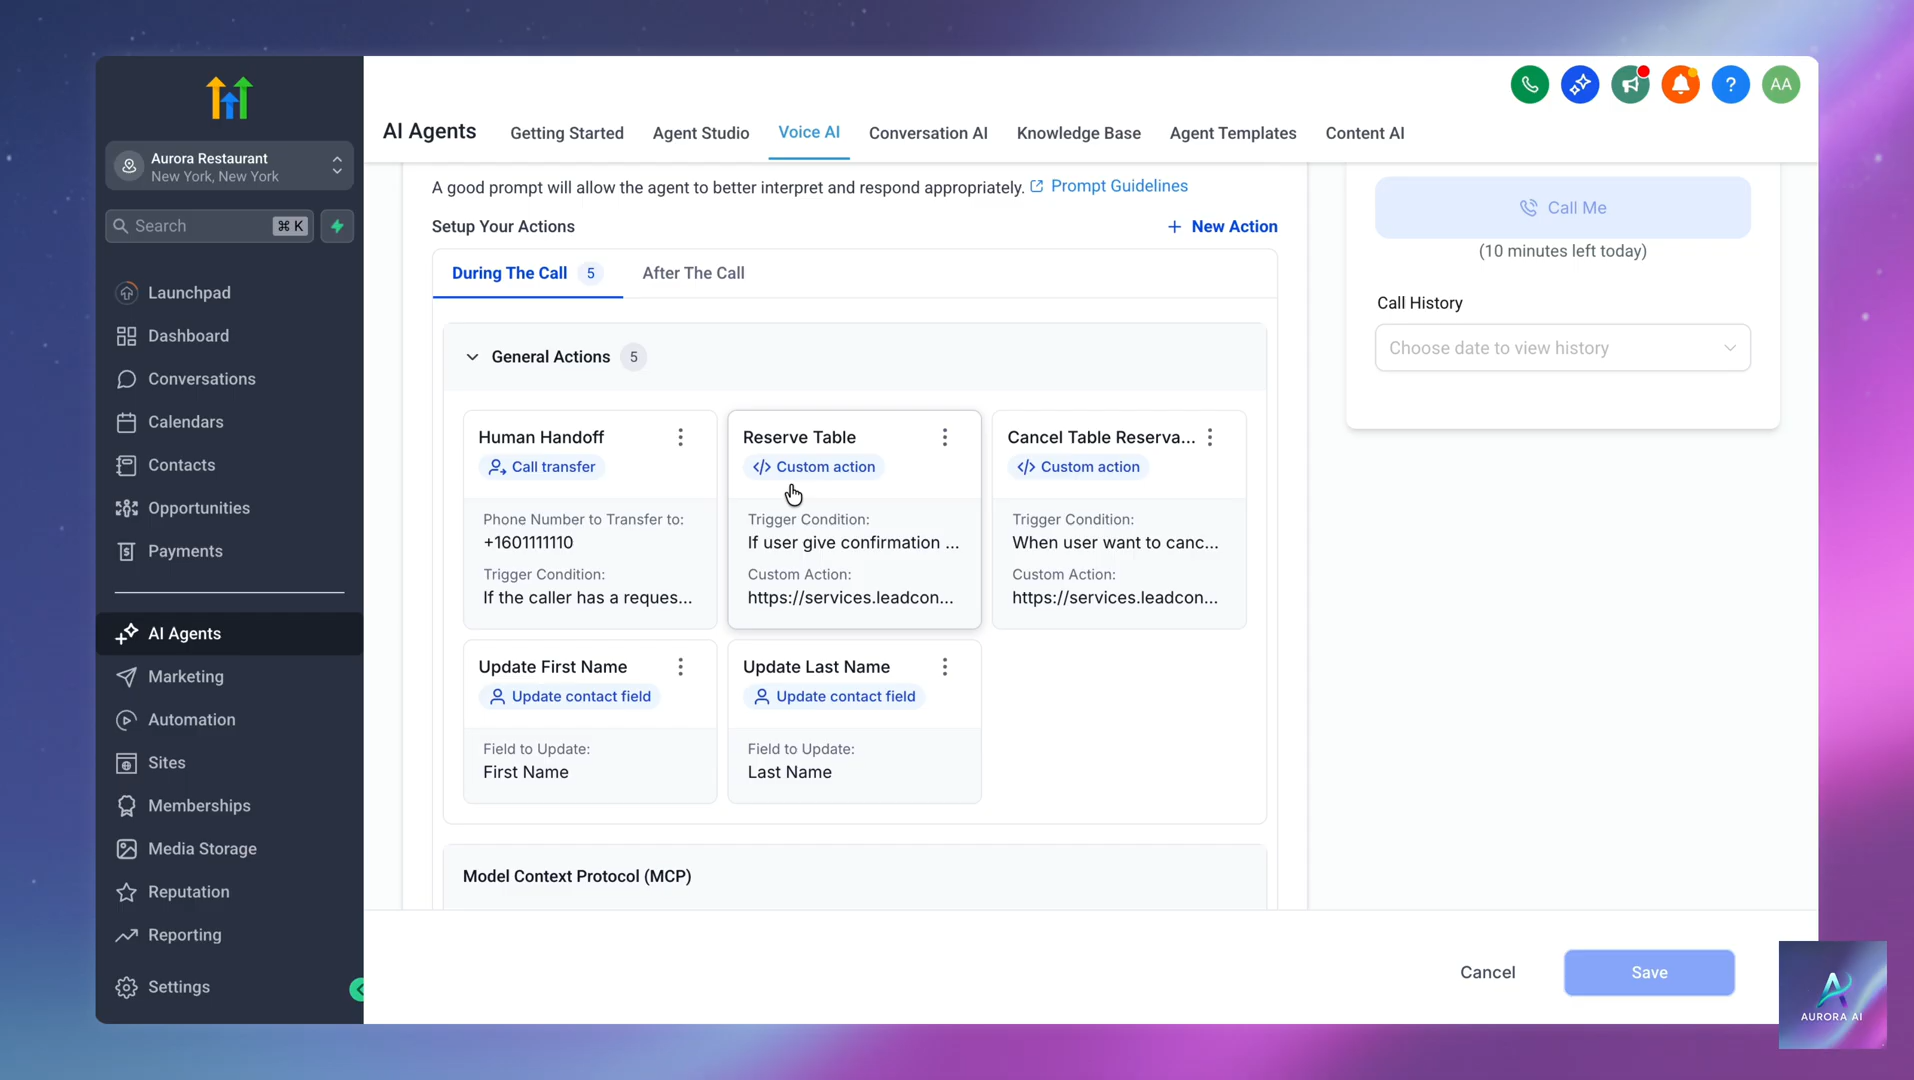 Aurora Restaurant
New York, New York
Search
⌘ K
Launchpad
Dashboard
Conversations
Calendars
Contacts
Opportunities
Payments
AI Agents
Marketing
Automation
Sites
Memberships
Media Storage
Reputation
Reporting
Settings
AI Agents
Getting Started
Agent Studio
Voice AI
Conversation AI
Knowledge Base
Agent Templates
Content AI
?
AA
A good prompt will allow the agent to better interpret and respond appropriately. Prompt Guidelines
Setup Your Actions
+ New Action
During The Call 5
After The Call
General Actions 5
Human Handoff
Call transfer
Phone Number to Transfer to:
+1601111110
Trigger Condition:
If the caller has a reques...
Reserve Table
</> Custom action
Trigger Condition:
If user give confirmation ...
Custom Action:
https://services.leadcon...
Cancel Table Reserva...
</> Custom action
Trigger Condition:
When user want to canc...
Custom Action:
https://services.leadcon...
Update First Name
Update contact field
Field to Update:
First Name
Update Last Name
Update contact field
Field to Update:
Last Name
Model Context Protocol (MCP)
Call Me
(10 minutes left today)
Call History
Choose date to view history
Cancel
Save
AURORA AI